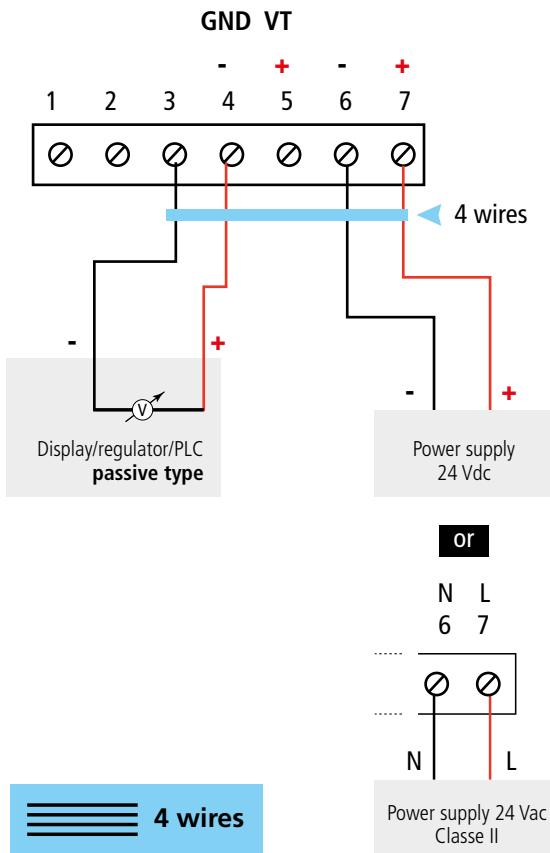 GND VT
- + - +
1 2 3 4 5 6 7
4 wires
- +
V
Display/regulator/PLC
passive type
- +
Power supply
24 Vdc
or
N L
6 7
N L
Power supply 24 Vac
Classe II
4 wires